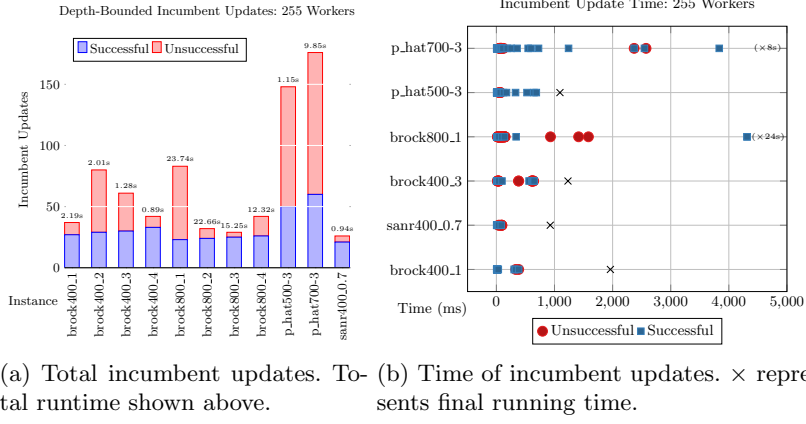 Depth-Bounded Incumbent Updates: 255 Workers
Successful Unsuccessful
Incumbent Updates
150
100
50
0
2.19s
2.01s
1.28s
0.89s
23.74s
22.66s
15.25s
12.32s
1.15s
9.85s
0.94s
Instance
brock400_1
brock400_2
brock400_3
brock400_4
brock800_1
brock800_2
brock800_3
brock800_4
p_hat500-3
p_hat700-3
sanr400_0.7
(a) Total incumbent updates. To-
tal runtime shown above.
Incumbent Update Time: 255 Workers
p_hat700-3
p_hat500-3
brock800_1
brock400_3
sanr400_0.7
brock400_1
(×8s)
(×24s)
Time (ms)
0 1,000 2,000 3,000 4,000 5,000
Unsuccessful Successful
(b) Time of incumbent updates. × repre
sents final running time.